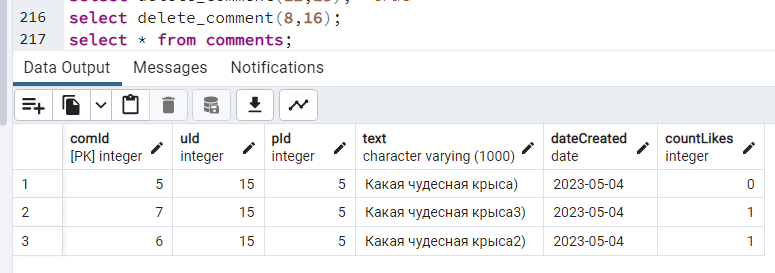 216 select delete_comment(8,16);
217 select * from comments;
Data Output Messages Notifications
comId uId pId text dateCreated countLikes
[PK] integer integer integer character varying (1000) date integer
1 5 15 5 Какая чудесная крыса) 2023-05-04 0
2 7 15 5 Какая чудесная крыса3) 2023-05-04 1
3 6 15 5 Какая чудесная крыса2) 2023-05-04 1